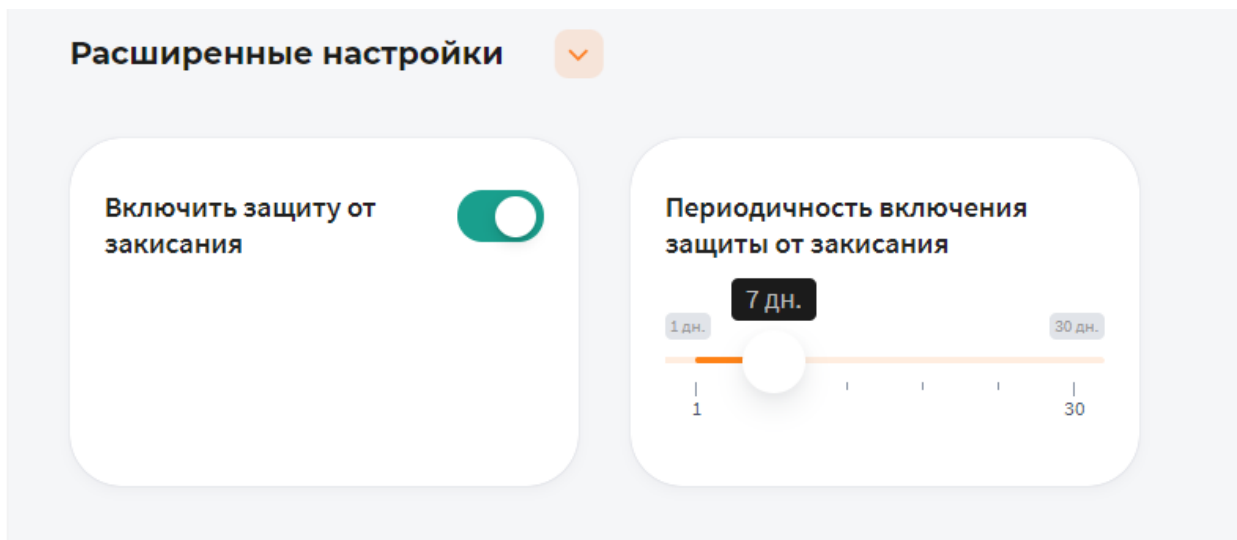 Расширенные настройки
Включить защиту от
закисания
Периодичность включения
защиты от закисания
7 дн.
1 дн.
30 дн.
1
30